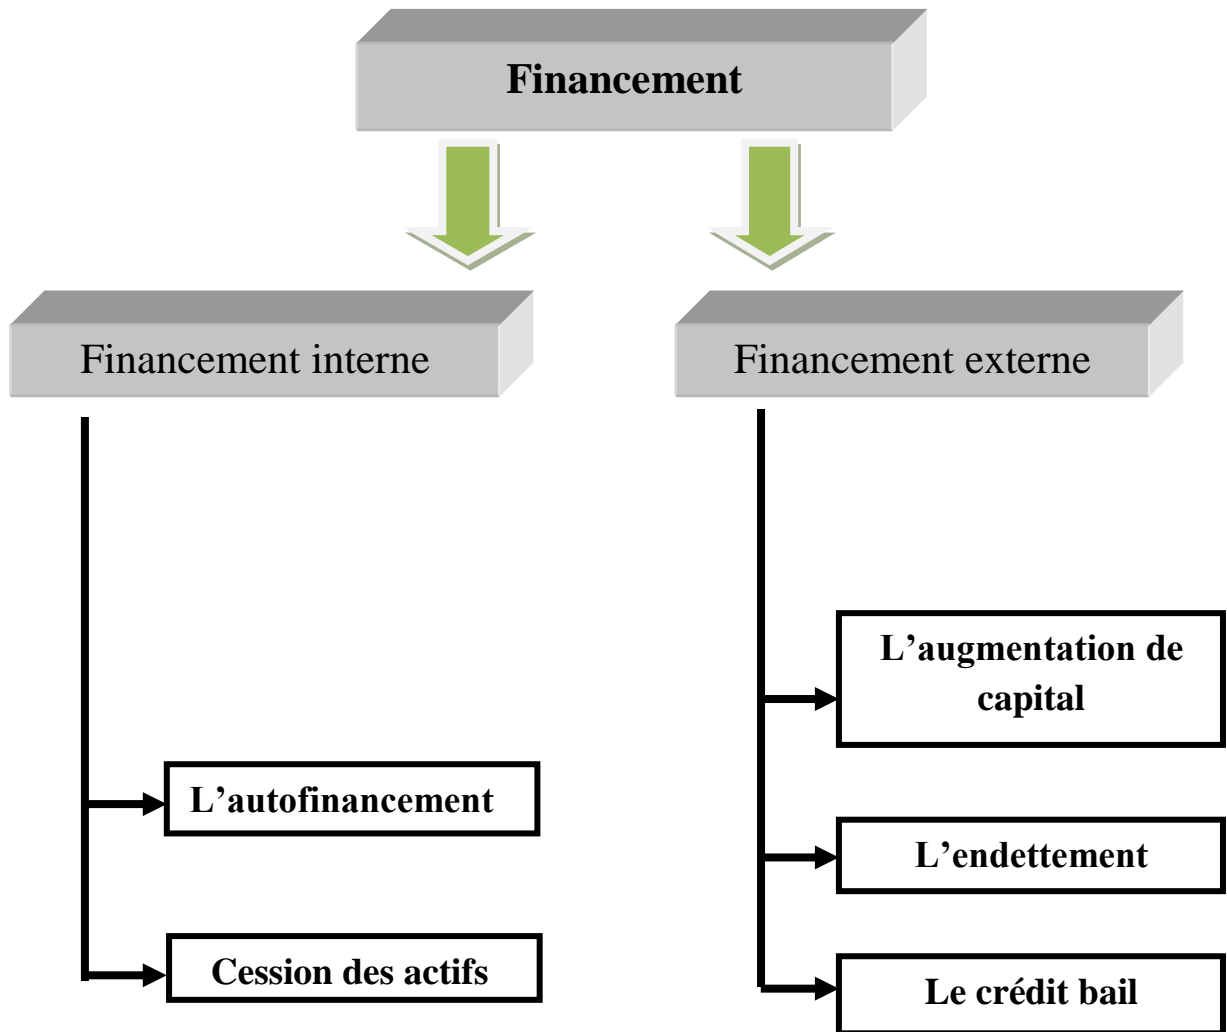 Financement
Financement interne
Financement externe
L’autofinancement
Cession des actifs
L’augmentation de
capital
L’endettement
Le crédit bail